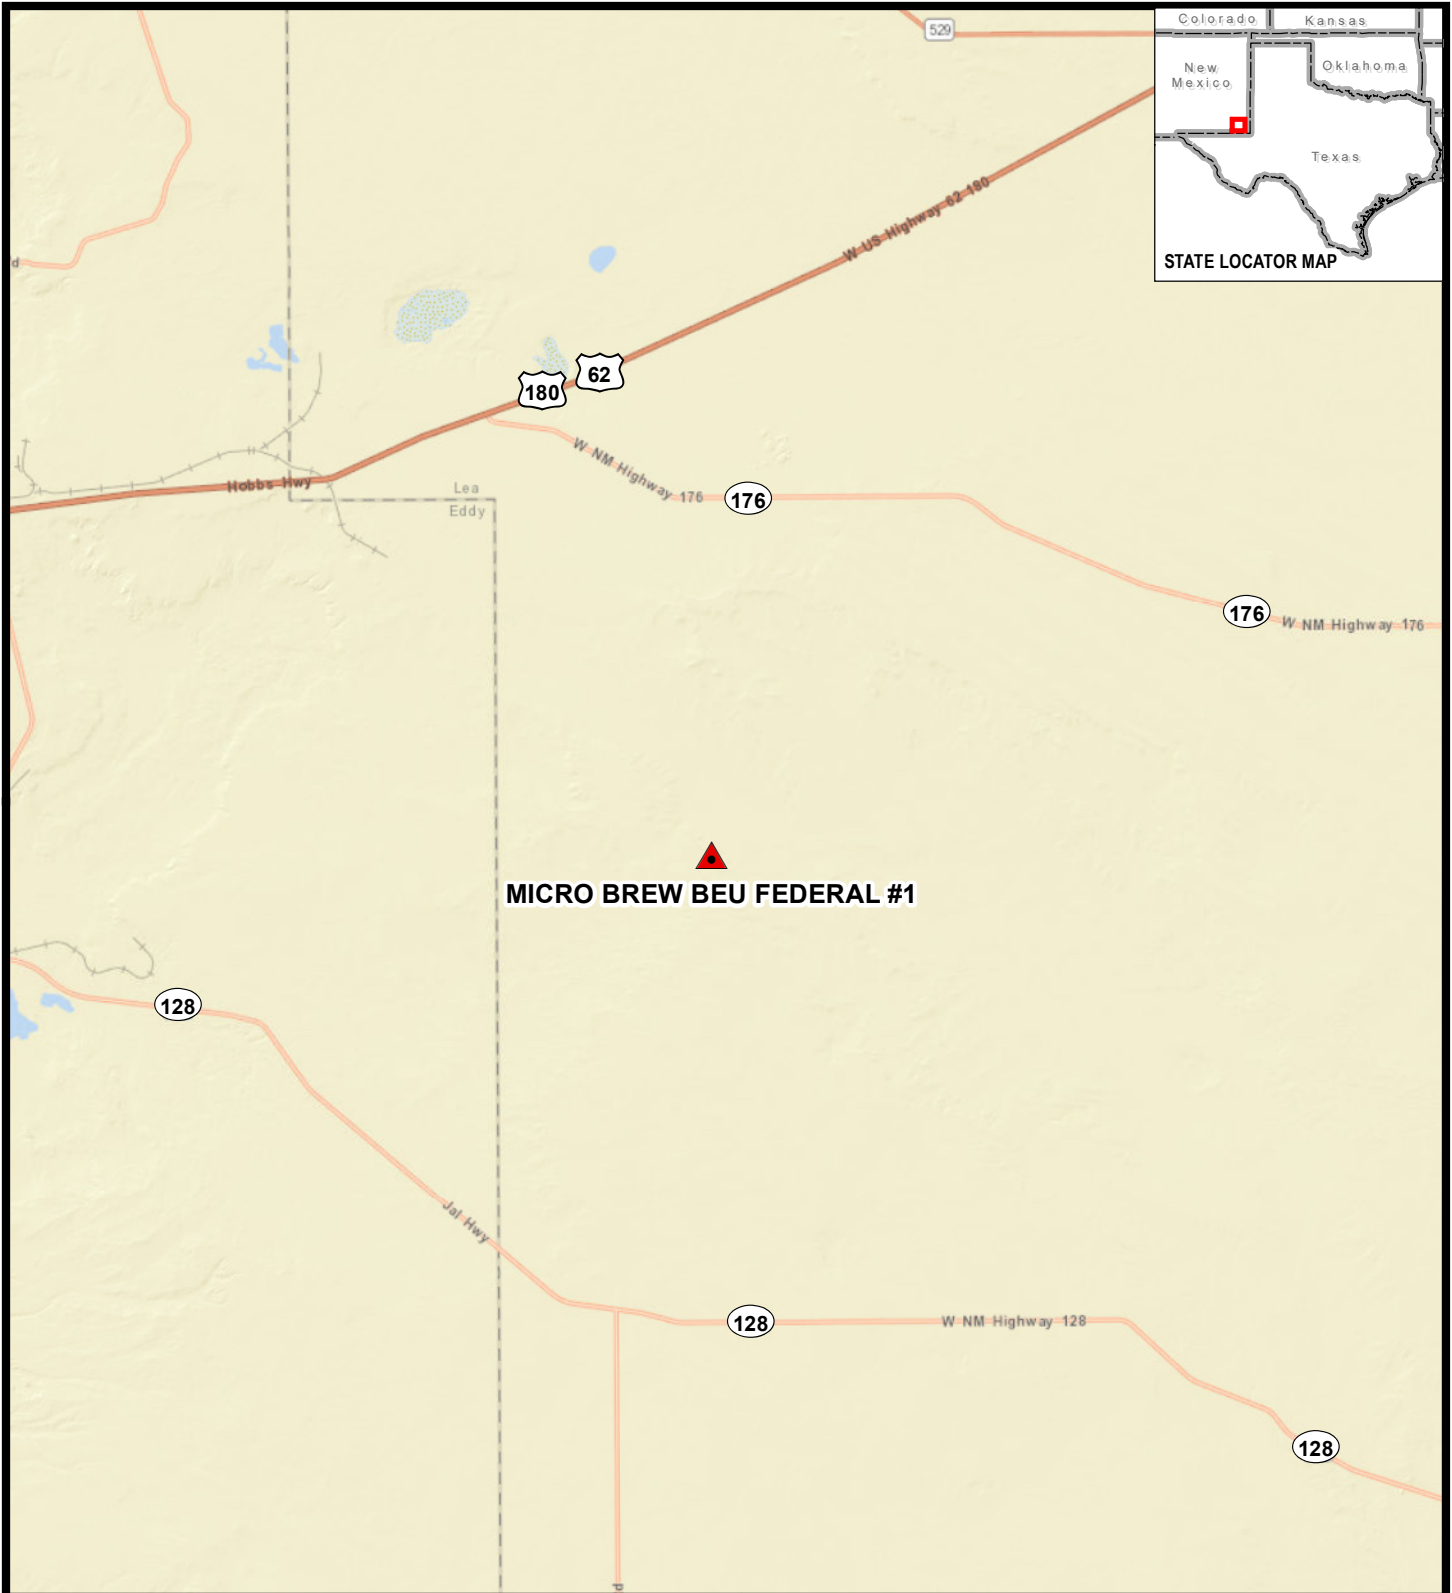 529
Colorado
Kansas
New
Mexico
Oklahoma
Texas
STATE LOCATOR MAP
W US Highway 62 180
d
62
180
W NM Highway 176
Hobbs Hwy
Lea
Eddy
176
176
W NM Highway 176
MICRO BREW BEU FEDERAL #1
128
Jal Hwy
128
W NM Highway 128
128
d